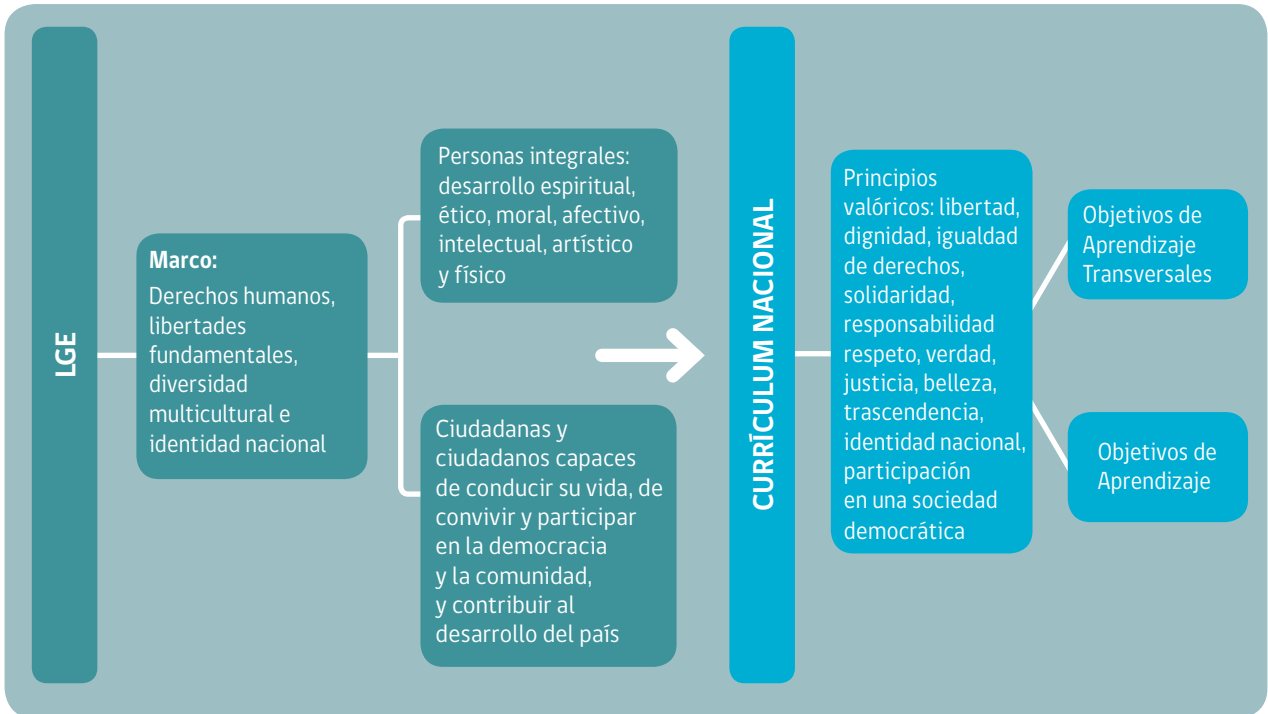 LGE
Marco:
Derechos humanos,
libertades
fundamentales,
diversidad
multicultural e
identidad nacional
Personas integrales:
desarrollo espiritual,
ético, moral, afectivo,
intelectual, artístico
y físico
Ciudadanas y
ciudadanos capaces
de conducir su vida, de
convivir y participar
en la democracia
y la comunidad,
y contribuir al
desarrollo del país
CURRÍCULUM NACIONAL
Principios
valóricos: libertad,
dignidad, igualdad
de derechos,
solidaridad,
responsabilidad
respeto, verdad,
justicia, belleza,
trascendencia,
identidad nacional,
participación
en una sociedad
democrática
Objetivos de
Aprendizaje
Transversales
Objetivos de
Aprendizaje